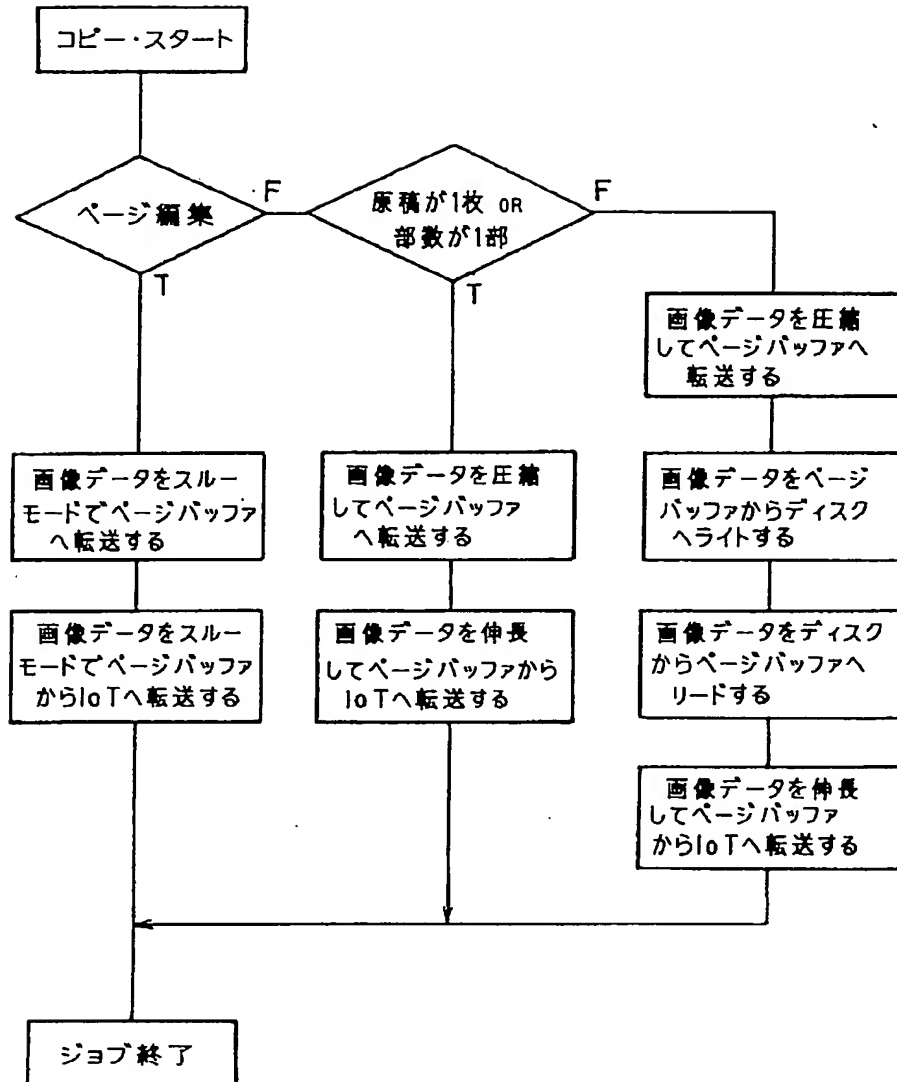 コピー・スタート
ページ編集
F
T
原稿が1枚 OR
部数が1部
F
T
画像データをスルー
モードでページバッファ
へ転送する
画像データをスルー
モードでページバッファ
からIoTへ転送する
画像データを圧縮
してページバッファ
へ転送する
画像データを伸長
してページバッファから
IoTへ転送する
画像データを圧縮
してページバッファへ
転送する
画像データをページ
バッファからディスク
へライトする
画像データをディスク
からページバッファへ
リードする
画像データを伸長
してページバッファ
からIoTへ転送する
ジョブ終了